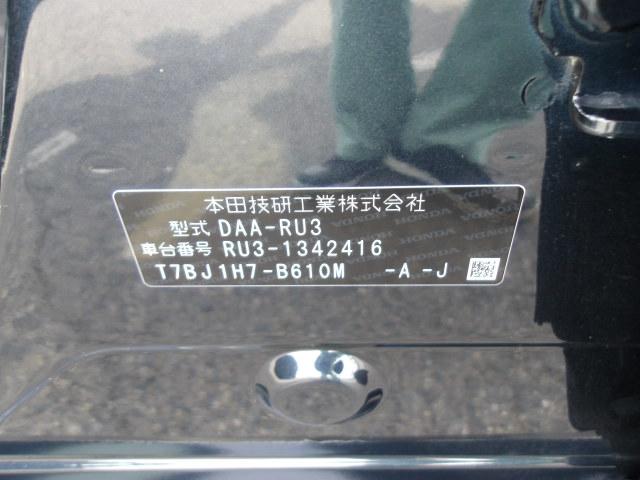 本田技研工業株式会社
型式 DAA-RU3
車台番号 RU3-1342416
T7BJ1H7-B610M -A -J